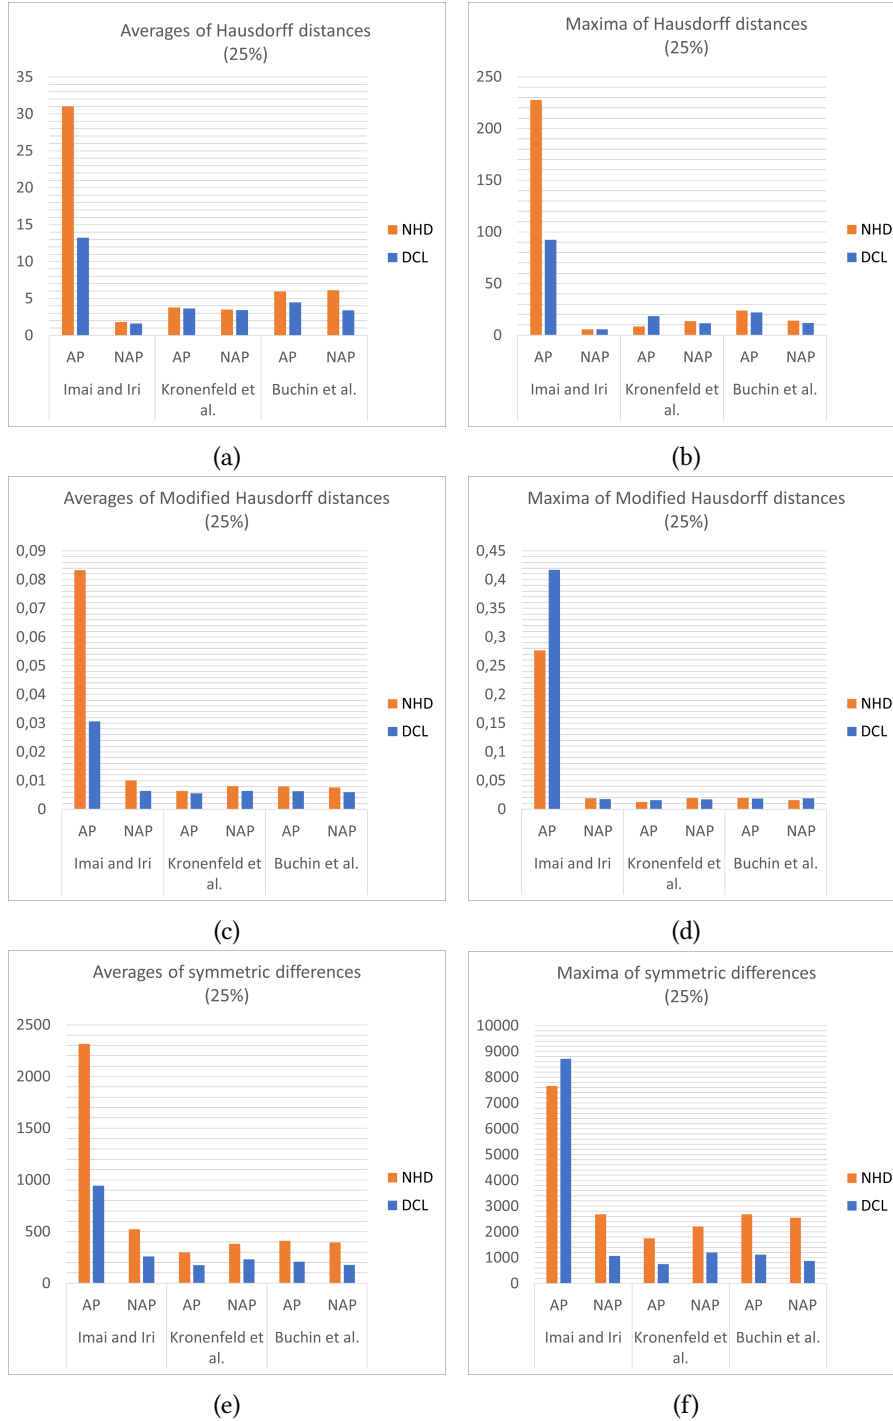 Averages of Hausdorff distances
(25%)
35
30
25
20
15
10
5
0
AP NAP AP NAP AP NAP
Imai and Iri Kronenfeld et al. Buchin et al.
NHD
DCL
(a)
Maxima of Hausdorff distances
(25%)
250
200
150
100
50
0
AP NAP AP NAP AP NAP
Imai and Iri Kronenfeld et al. Buchin et al.
NHD
DCL
(b)
Averages of Modified Hausdorff distances
(25%)
0,09
0,08
0,07
0,06
0,05
0,04
0,03
0,02
0,01
0
AP NAP AP NAP AP NAP
Imai and Iri Kronenfeld et al. Buchin et al.
NHD
DCL
(c)
Maxima of Modified Hausdorff distances
(25%)
0,45
0,4
0,35
0,3
0,25
0,2
0,15
0,1
0,05
0
AP NAP AP NAP AP NAP
Imai and Iri Kronenfeld et al. Buchin et al.
NHD
DCL
(d)
Averages of symmetric differences
(25%)
2500
2000
1500
1000
500
0
AP NAP AP NAP AP NAP
Imai and Iri Kronenfeld et al. Buchin et al.
NHD
DCL
(e)
Maxima of symmetric differences
(25%)
10000
9000
8000
7000
6000
5000
4000
3000
2000
1000
0
AP NAP AP NAP AP NAP
Imai and Iri Kronenfeld et al. Buchin et al.
NHD
DCL
(f)